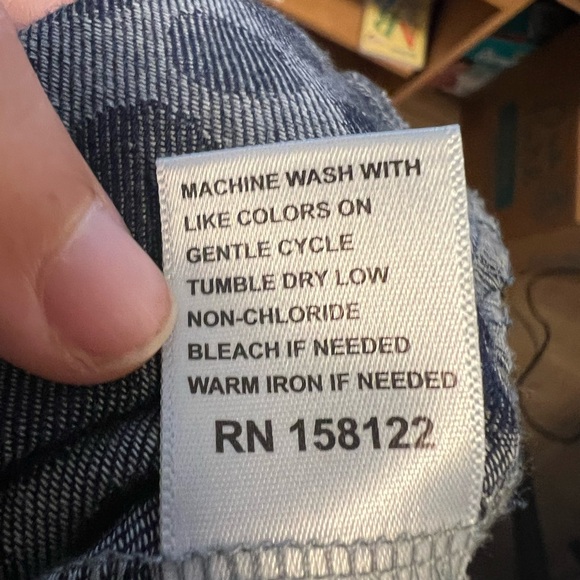 MACHINE WASH WITH
LIKE COLORS ON
GENTLE CYCLE
TUMBLE DRY LOW
NON-CHLORIDE
BLEACH IF NEEDED
WARM IRON IF NEEDED
RN 158122